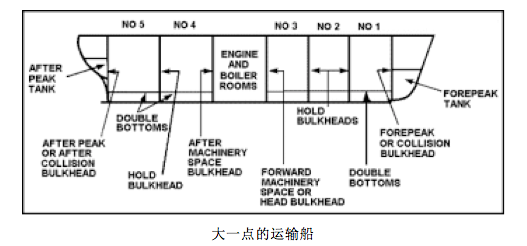 NO 5
NO 4
NO 3
NO 2
NO 1
ENGINE
AND
BOILER
ROOMS
AFTER
PEAK
TANK
FOREPEAK
TANK
DOUBLE
BOTTOMS
HOLD
BULKHEADS
AFTER PEAK
OR AFTER
COLLISION
BULKHEAD
HOLD
BULKHEAD
AFTER
MACHINERY
SPACE
BULKHEAD
FORWARD
MACHINERY
SPACE OR
HEAD BULKHEAD
DOUBLE
BOTTOMS
FOREPEAK
OR COLLISION
BULKHEAD
大一点的运输船